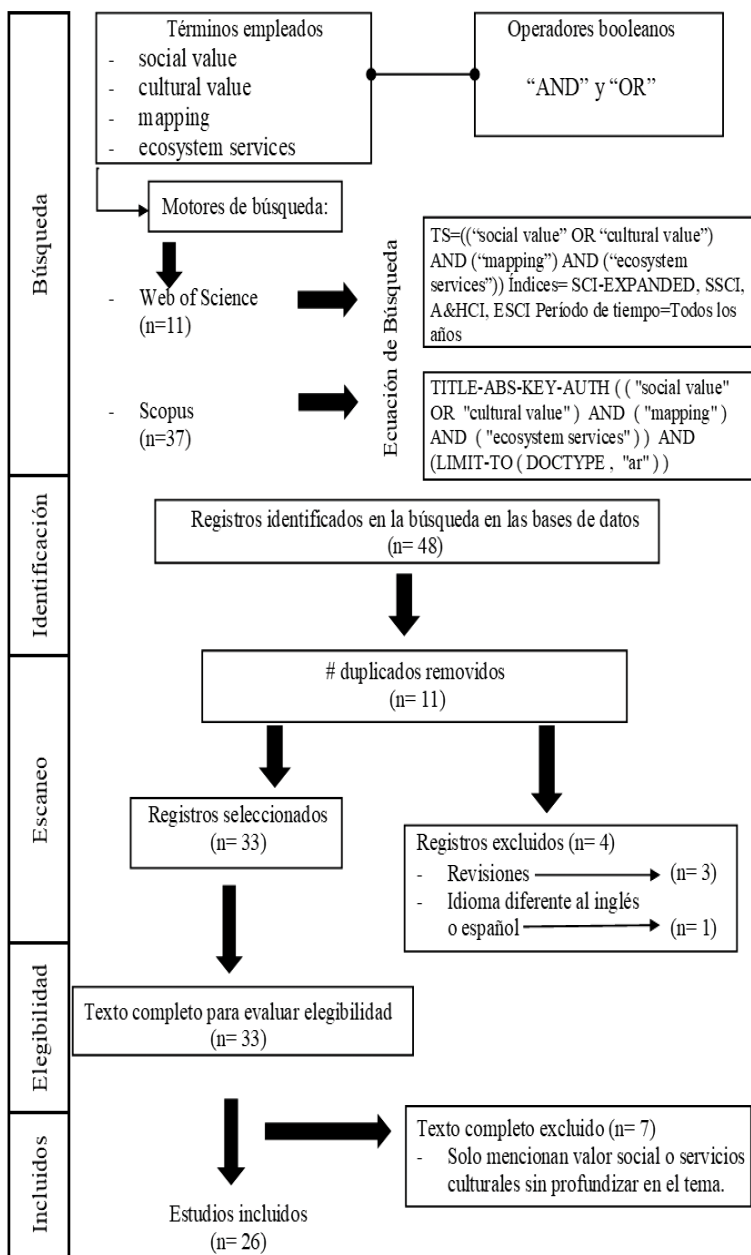 Búsqueda
Términos empleados
- social value
- cultural value
- mapping
- ecosystem services
Operadores booleanos
“AND” y “OR”
Motores de búsqueda:
- Web of Science
(n=11)
- Scopus
(n=37)
Ecuación de Búsqueda
TS=((“social value” OR “cultural value”)
AND (“mapping”) AND (“ecosystem
services”)) Índices= SCI-EXPANDED, SSCI,
A&HCI, ESCI Período de tiempo=Todos los
años
TITLE-ABS-KEY-AUTH ( ( "social value"
OR "cultural value" ) AND ( "mapping" )
AND ( "ecosystem services" ) ) AND
(LIMIT-TO ( DOCTYPE , "ar" ) )
Identificación
Registros identificados en la búsqueda en las bases de datos
(n= 48)
Escaneo
# duplicados removidos
(n= 11)
Registros seleccionados
(n= 33)
Registros excluidos (n= 4)
- Revisiones (n= 3)
- Idioma diferente al inglés
o español (n= 1)
Elegibilidad
Texto completo para evaluar elegibilidad
(n= 33)
Incluidos
Texto completo excluido (n= 7)
- Solo mencionan valor social o servicios
culturales sin profundizar en el tema.
Estudios incluidos
(n= 26)